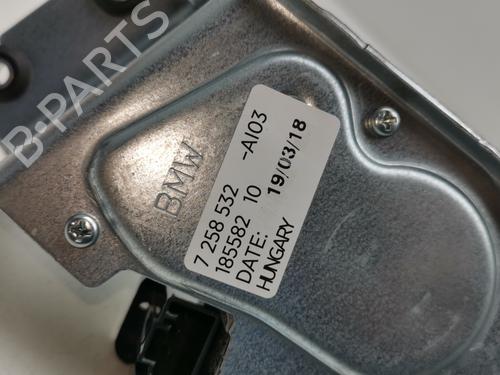 B-PARTS
BMW
7 258 532 -AI03
185582 10
DATE: 19/03/18
HUNGARY